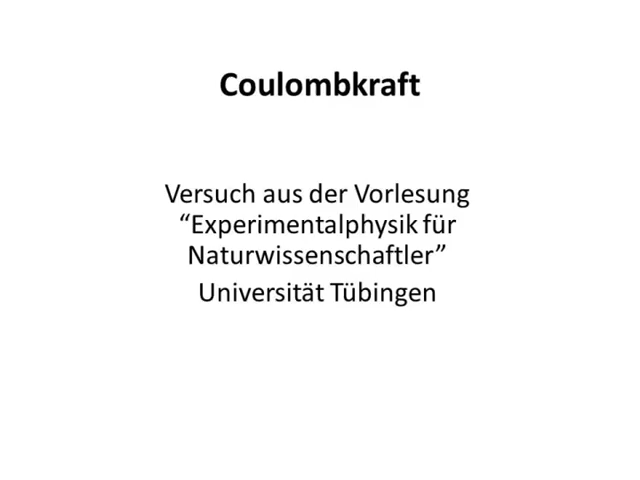 Coulombkraft
Versuch aus der Vorlesung
“Experimentalphysik für
Naturwissenschaftler”
Universität Tübingen